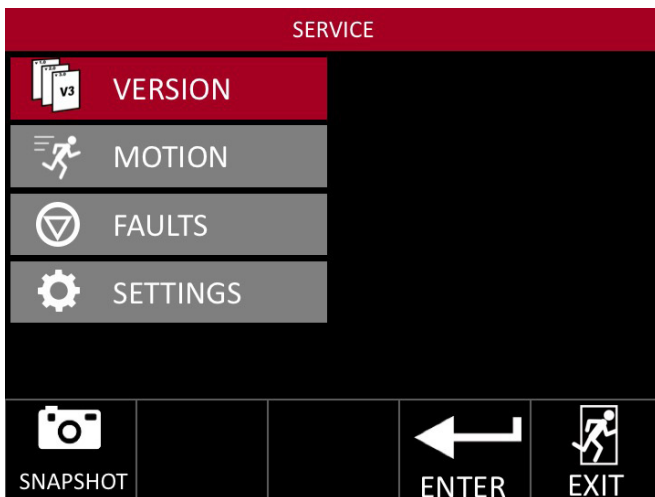 SERVICE
V3
VERSION
MOTION
FAULTS
SETTINGS
SNAPSHOT
ENTER
EXIT